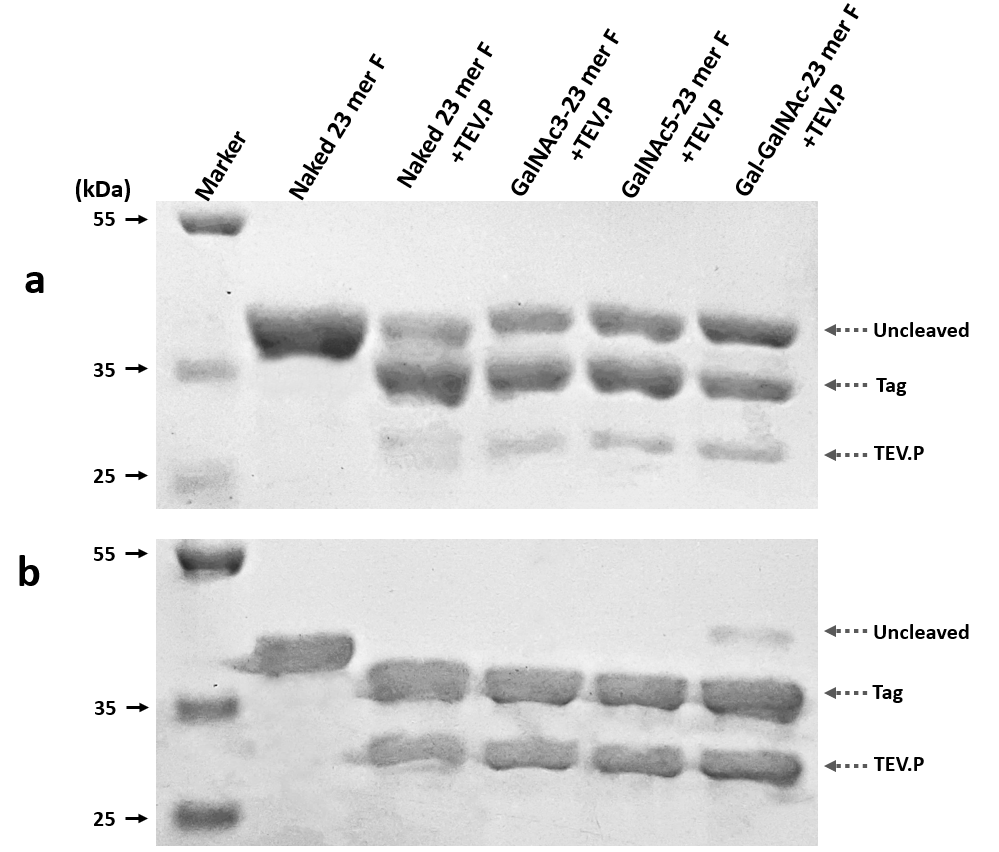 Marker
Naked 23 mer F
Naked 23 mer F
+TEV.P
GalNAc3-23 mer F
+TEV.P
GalNAc5-23 mer F
+TEV.P
Gal-GalNAc-23 mer F
+TEV.P
(kDa)
55
a
Uncleaved
35
Tag
TEV.P
25
55
b
Uncleaved
Tag
35
TEV.P
25